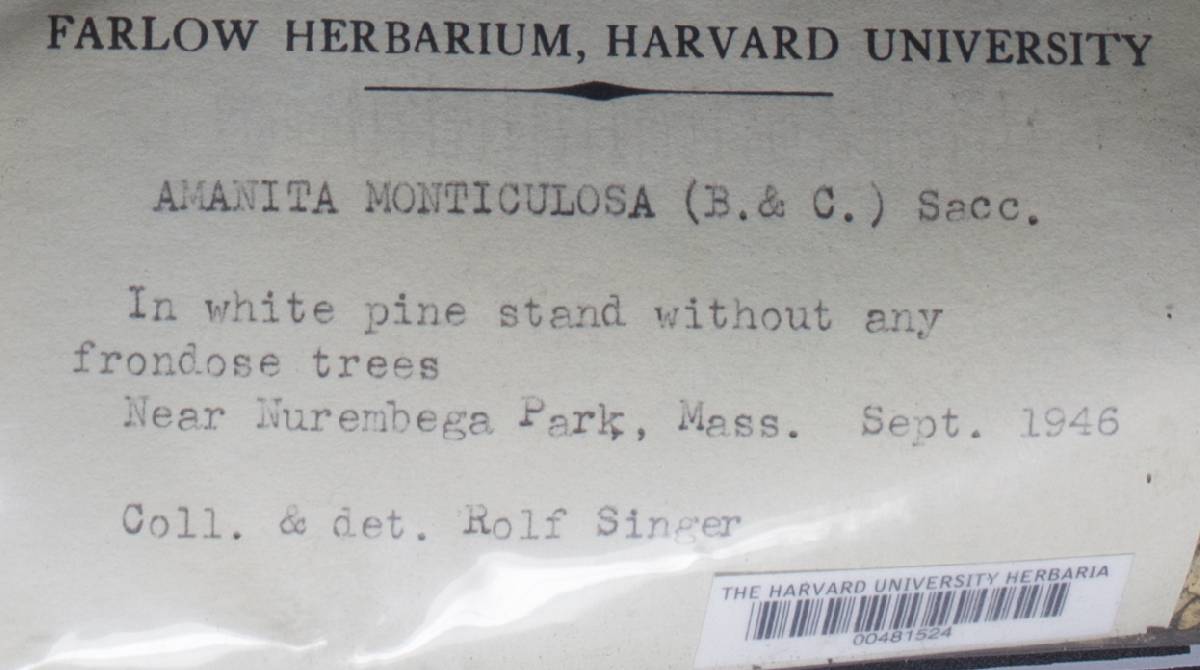 FARLOW HERBARIUM, HARVARD UNIVERSITY
AMANITA MONTICULOSA (B.& C.) Sacc.
In white pine stand without any
frondose trees
Near Nurembega Park, Mass. Sept. 1946
Coll. & det. Rolf Singer
THE HARVARD UNIVERSITY HERBARIA
00481524